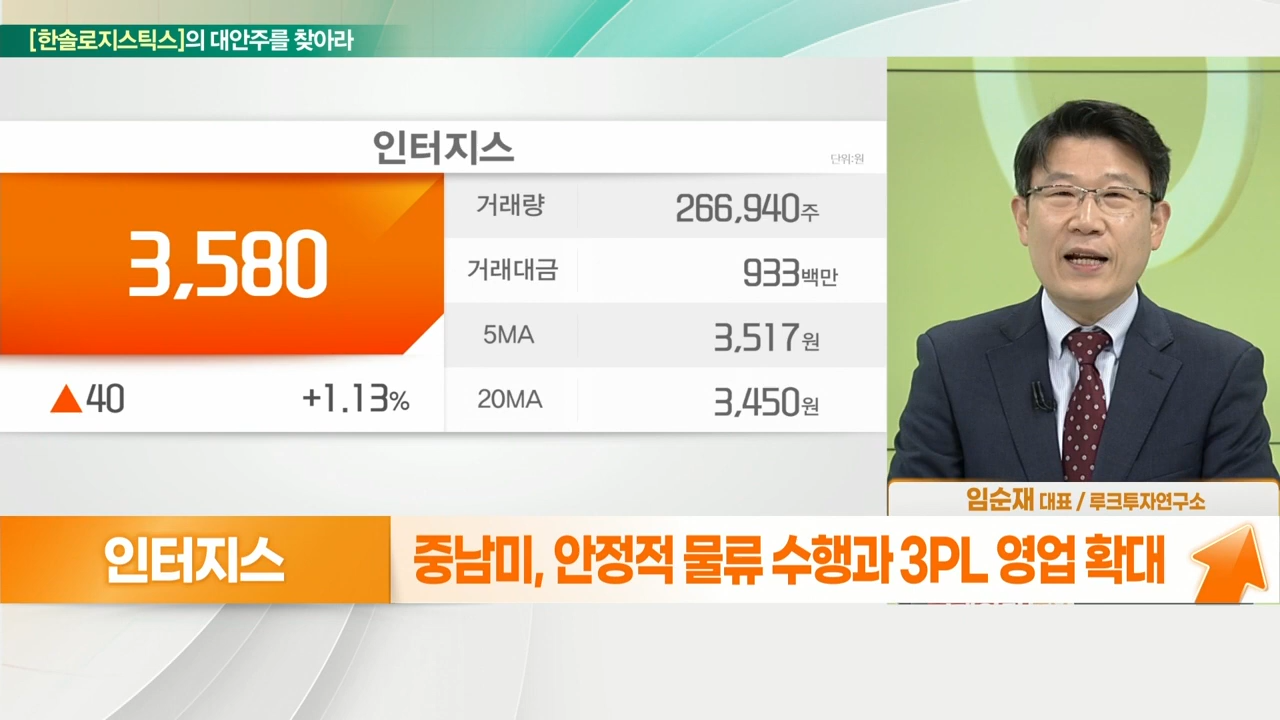 [한솔로지스틱스]의 대안주를 찾아라
인터지스
단위:원
3,580
▲40 +1.13%
거래량 266,940주
거래대금 933백만
5MA 3,517원
20MA 3,450원
임순재 대표 / 루크투자연구소
인터지스
중남미, 안정적 물류 수행과 3PL 영업 확대